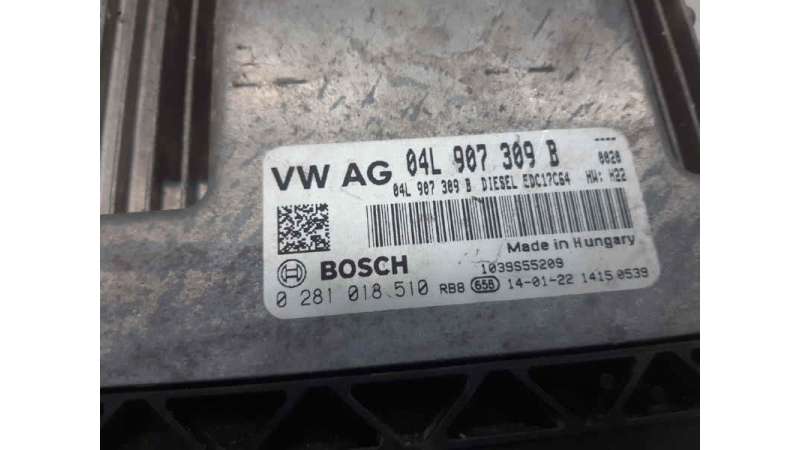 VW AG 04L 907 309 B ---- 0020
04L 907 309 B DIESEL EDC17C64 HW: H22
Made in Hungary
BOSCH 1039S55209
0 281 018 510 RB8 658 14-01-22 1415 0539